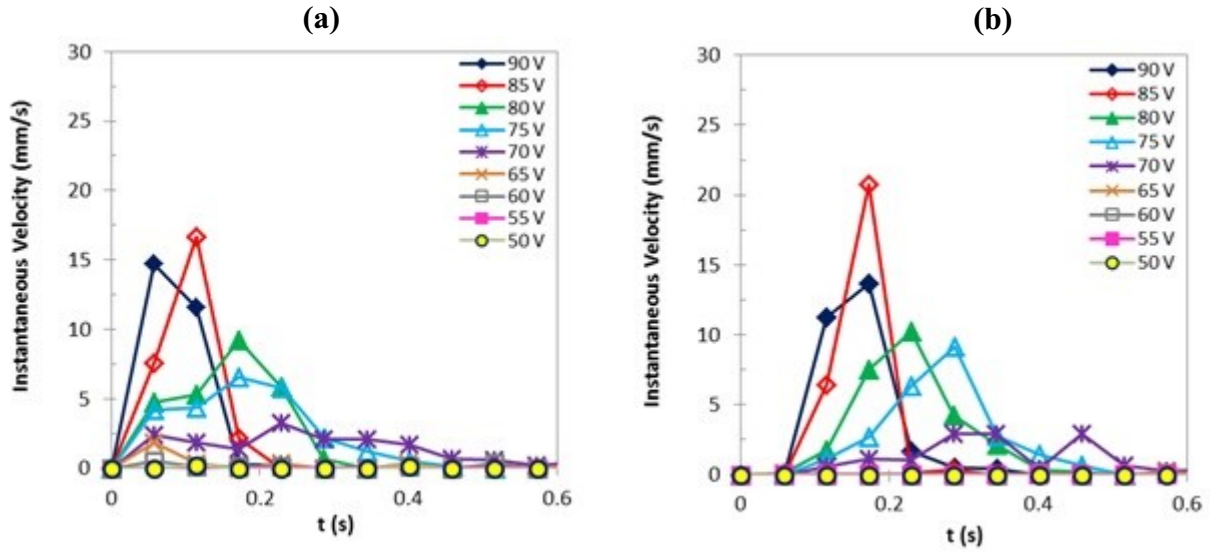 (a)
30
25
20
15
10
5
0
Instantaneous Velocity (mm/s)
90 V
85 V
80 V
75 V
70 V
65 V
60 V
55 V
50 V
0
0.2
0.4
0.6
t (s)
(b)
30
25
20
15
10
5
0
Instantaneous Velocity (mm/s)
90 V
85 V
80 V
75 V
70 V
65 V
60 V
55 V
50 V
0
0.2
0.4
0.6
t (s)